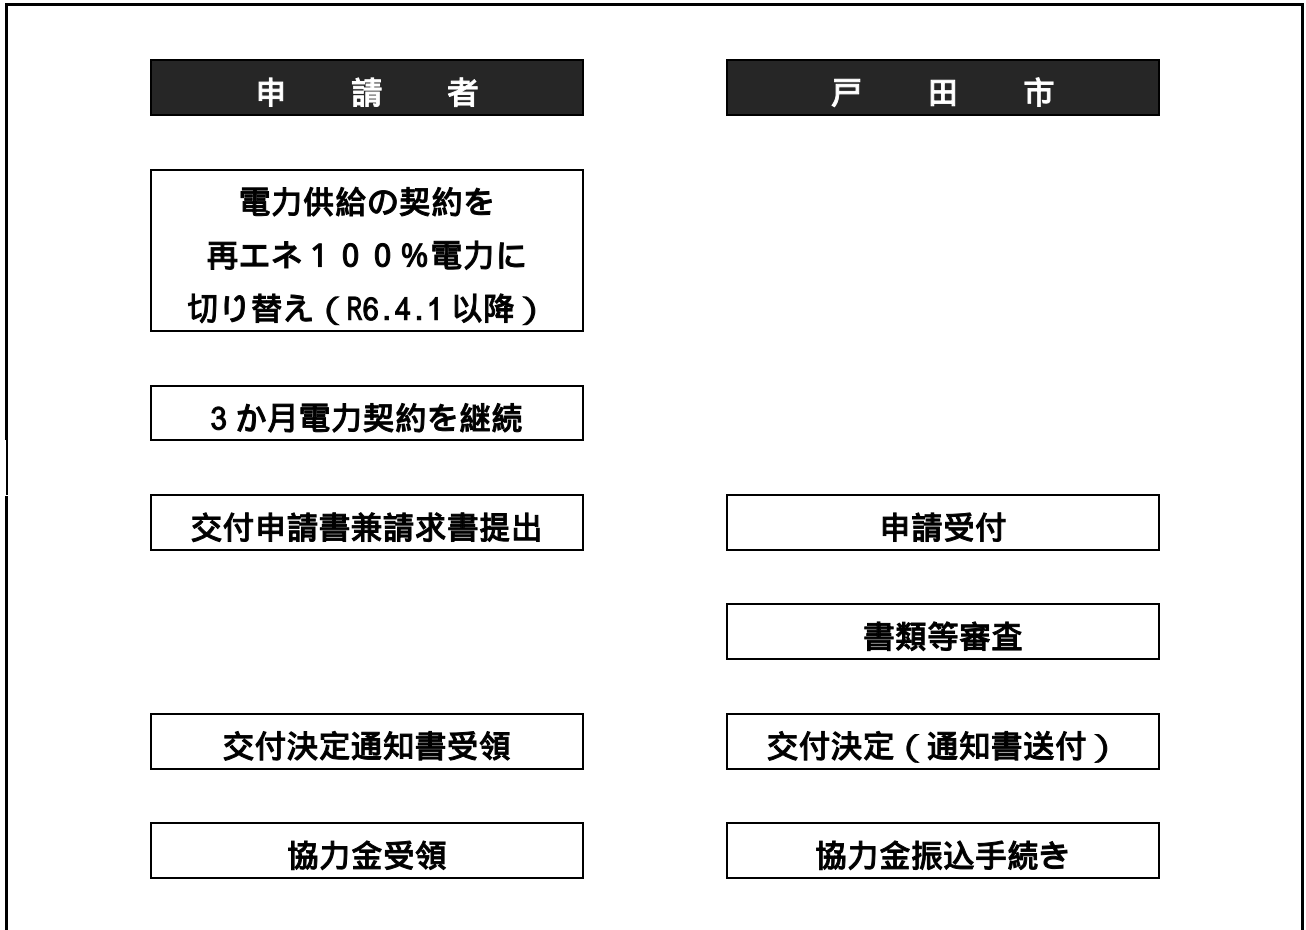 申　請　者
戸　田　市
電力供給の契約を
再エネ１００％電力に
切り替え（R6.4.1 以降）
3 か月電力契約を継続
交付申請書兼請求書提出
申請受付
書類等審査
交付決定通知書受領
交付決定（通知書送付）
協力金受領
協力金振込手続き